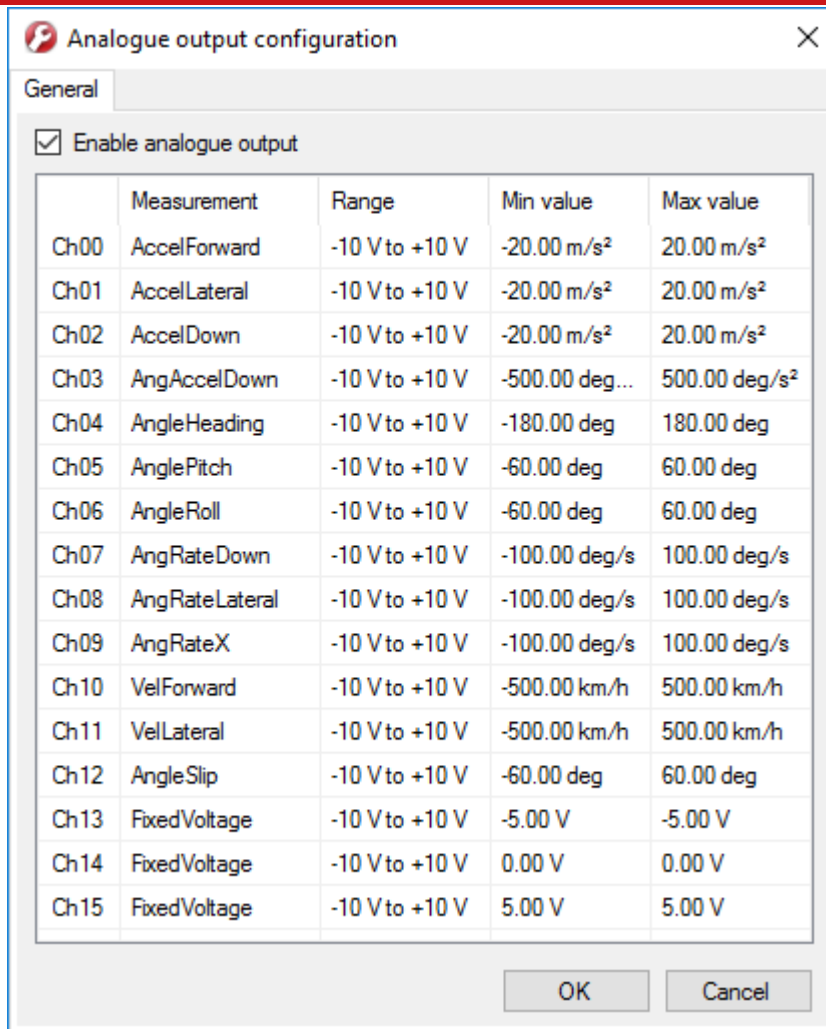 Analogue output configuration
General
Enable analogue output
Measurement Range Min value Max value
Ch00 AccelForward -10 V to +10 V -20.00 m/s² 20.00 m/s²
Ch01 AccelLateral -10 V to +10 V -20.00 m/s² 20.00 m/s²
Ch02 AccelDown -10 V to +10 V -20.00 m/s² 20.00 m/s²
Ch03 AngAccelDown -10 V to +10 V -500.00 deg... 500.00 deg/s²
Ch04 AngleHeading -10 V to +10 V -180.00 deg 180.00 deg
Ch05 AnglePitch -10 V to +10 V -60.00 deg 60.00 deg
Ch06 AngleRoll -10 V to +10 V -60.00 deg 60.00 deg
Ch07 AngRateDown -10 V to +10 V -100.00 deg/s 100.00 deg/s
Ch08 AngRateLateral -10 V to +10 V -100.00 deg/s 100.00 deg/s
Ch09 AngRateX -10 V to +10 V -100.00 deg/s 100.00 deg/s
Ch10 VelForward -10 V to +10 V -500.00 km/h 500.00 km/h
Ch11 VelLateral -10 V to +10 V -500.00 km/h 500.00 km/h
Ch12 AngleSlip -10 V to +10 V -60.00 deg 60.00 deg
Ch13 FixedVoltage -10 V to +10 V -5.00 V -5.00 V
Ch14 FixedVoltage -10 V to +10 V 0.00 V 0.00 V
Ch15 FixedVoltage -10 V to +10 V 5.00 V 5.00 V
OK Cancel